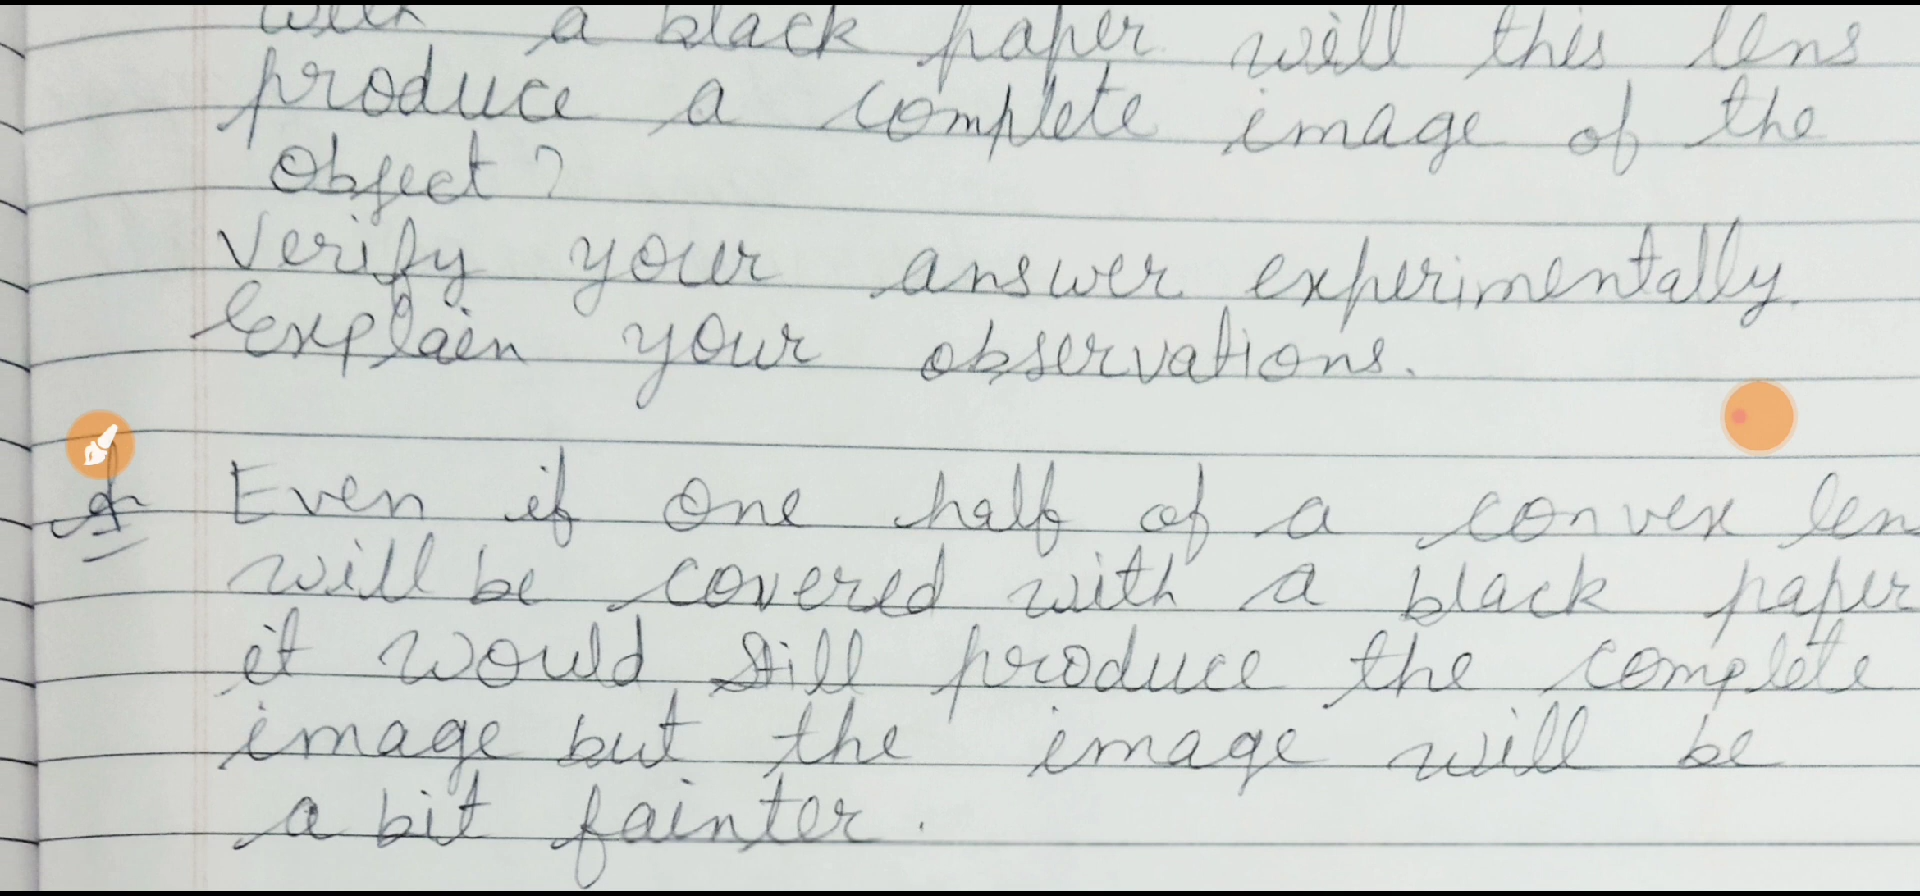 with a black paper will this lens
produce a complete image of the
object?
Verify your answer experimentally.
Explain your observations.
Even if one half of a convex len
will be covered with a black paper
it would still produce the complete
image but the image will be
a bit fainter.